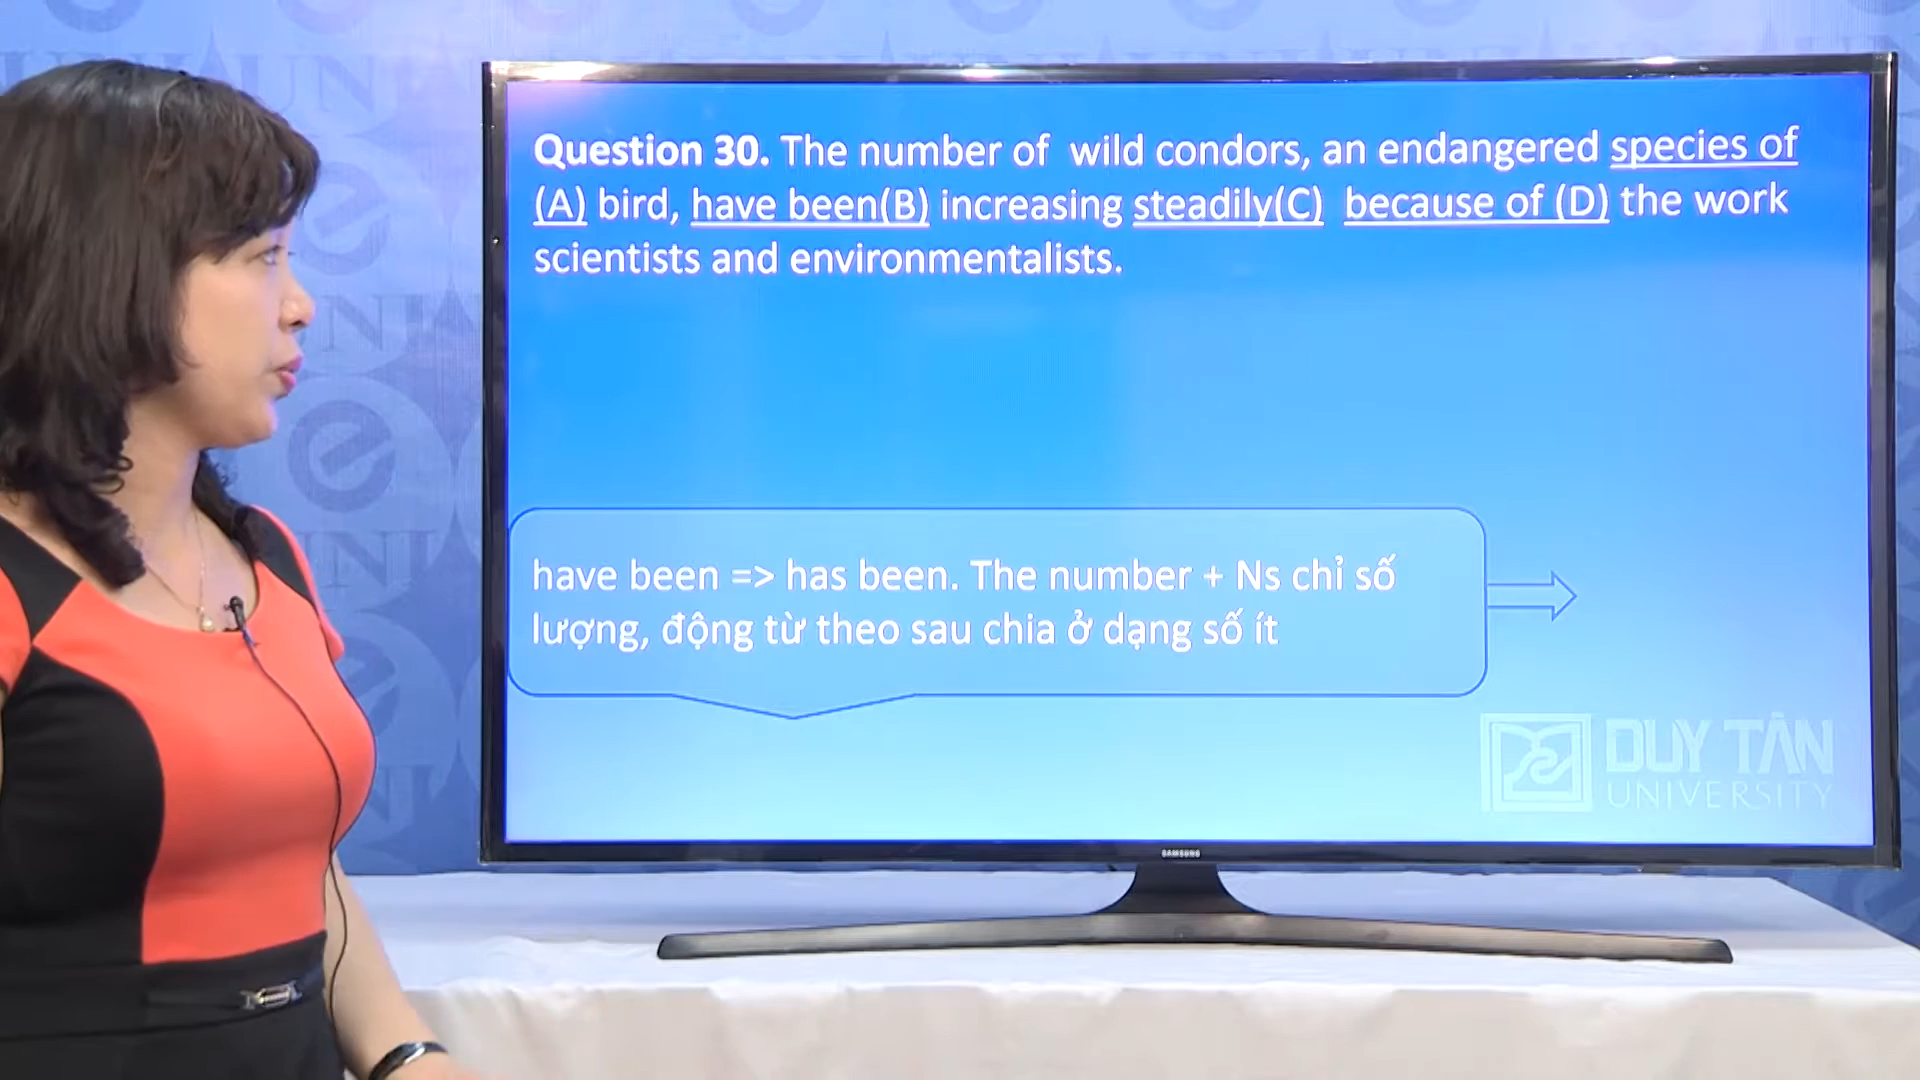 Question 30. The number of wild condors, an endangered species of
(A) bird, have been(B) increasing steadily(C) because of (D) the work
scientists and environmentalists.
have been => has been. The number + Ns chỉ số
lượng, động từ theo sau chia ở dạng số ít
DUY TÂN
UNIVERSITY
SAMSUNG